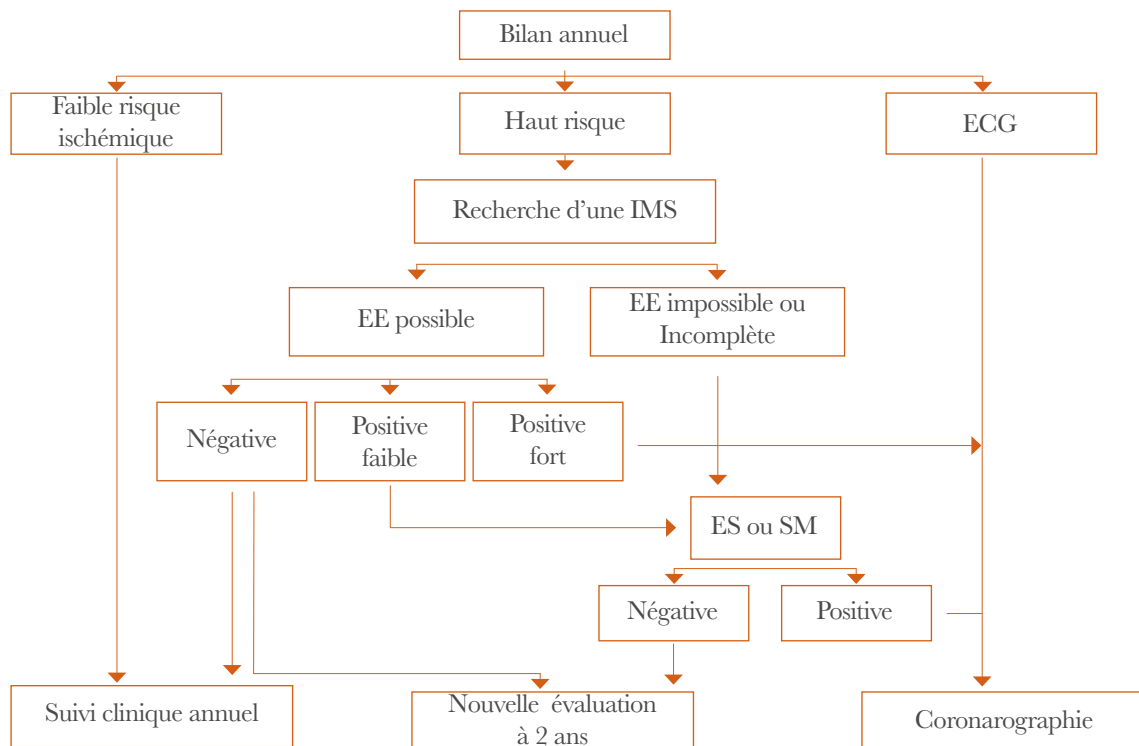 Bilan annuel
Faible risque
ischémique
Haut risque
ECG
Recherche d'une IMS
EE possible
EE impossible ou
Incomplète
Négative
Positive
faible
Positive
fort
ES ou SM
Négative
Positive
Suivi clinique annuel
Nouvelle évaluation
à 2 ans
Coronarographie